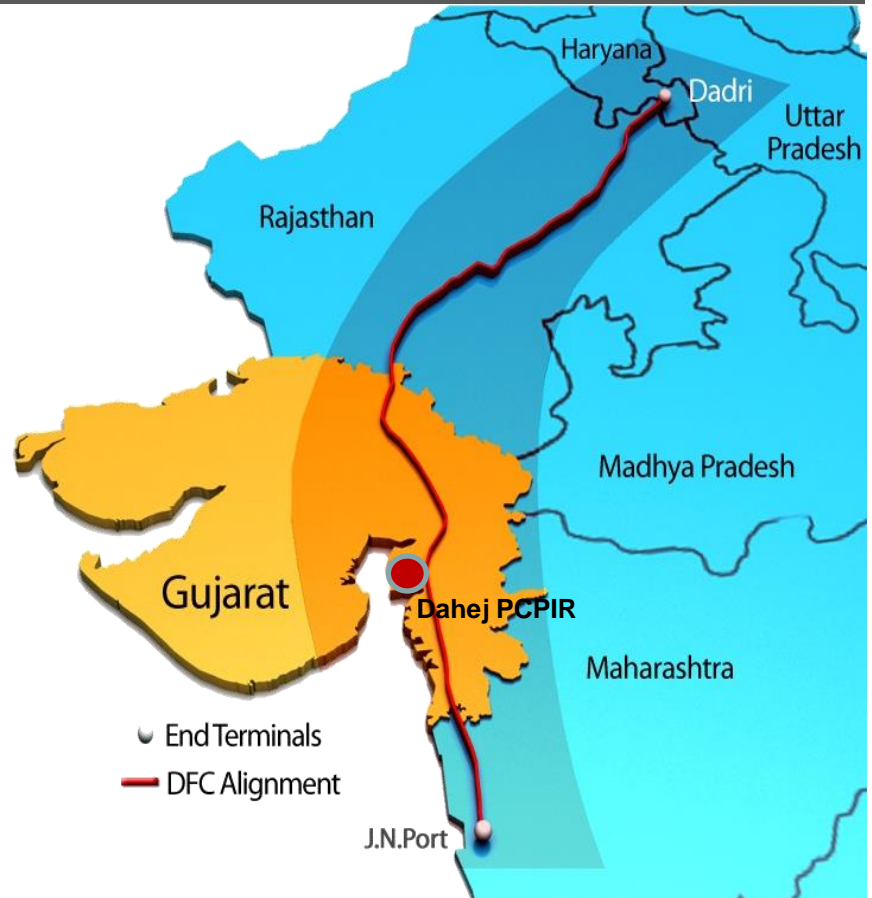 Haryana
Dadri
Uttar
Pradesh
Rajasthan
Madhya Pradesh
Gujarat
Dahej PCPIR
Maharashtra
End Terminals
DFC Alignment
J.N.Port